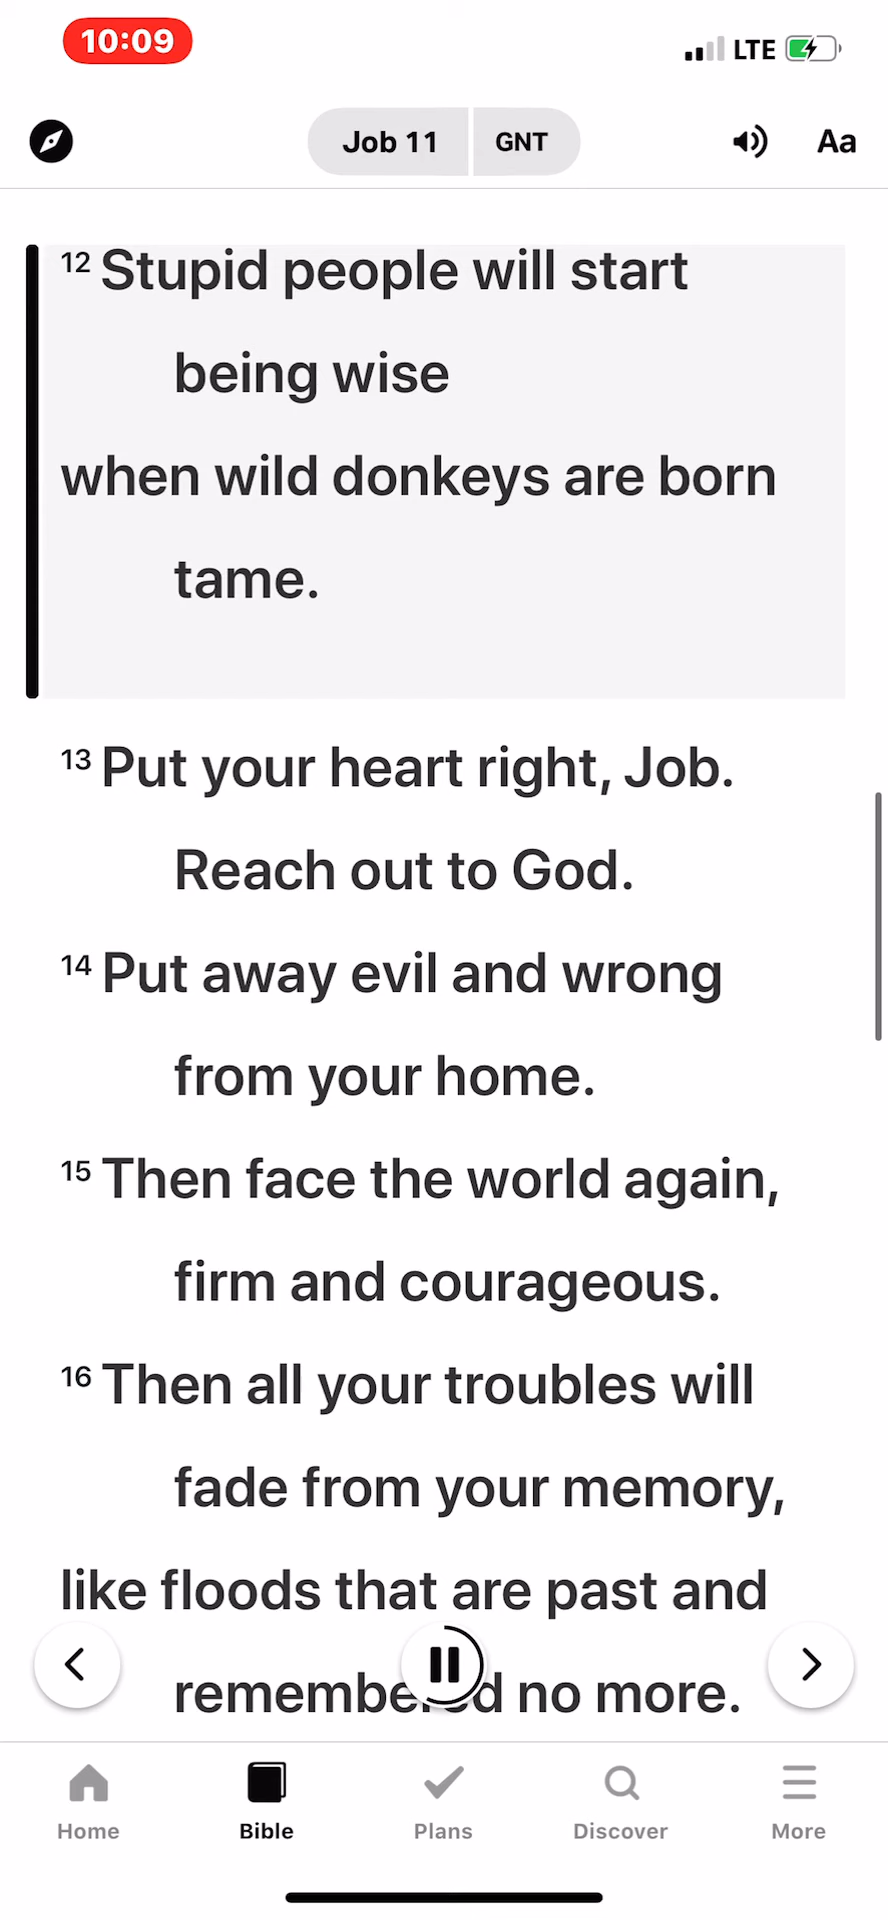 10:09
LTE
Job 11 GNT Aa
12 Stupid people will start
being wise
when wild donkeys are born
tame.
13 Put your heart right, Job.
Reach out to God.
14 Put away evil and wrong
from your home.
15 Then face the world again,
firm and courageous.
16 Then all your troubles will
fade from your memory,
like floods that are past and
remembered no more.
Home Bible Plans Discover More